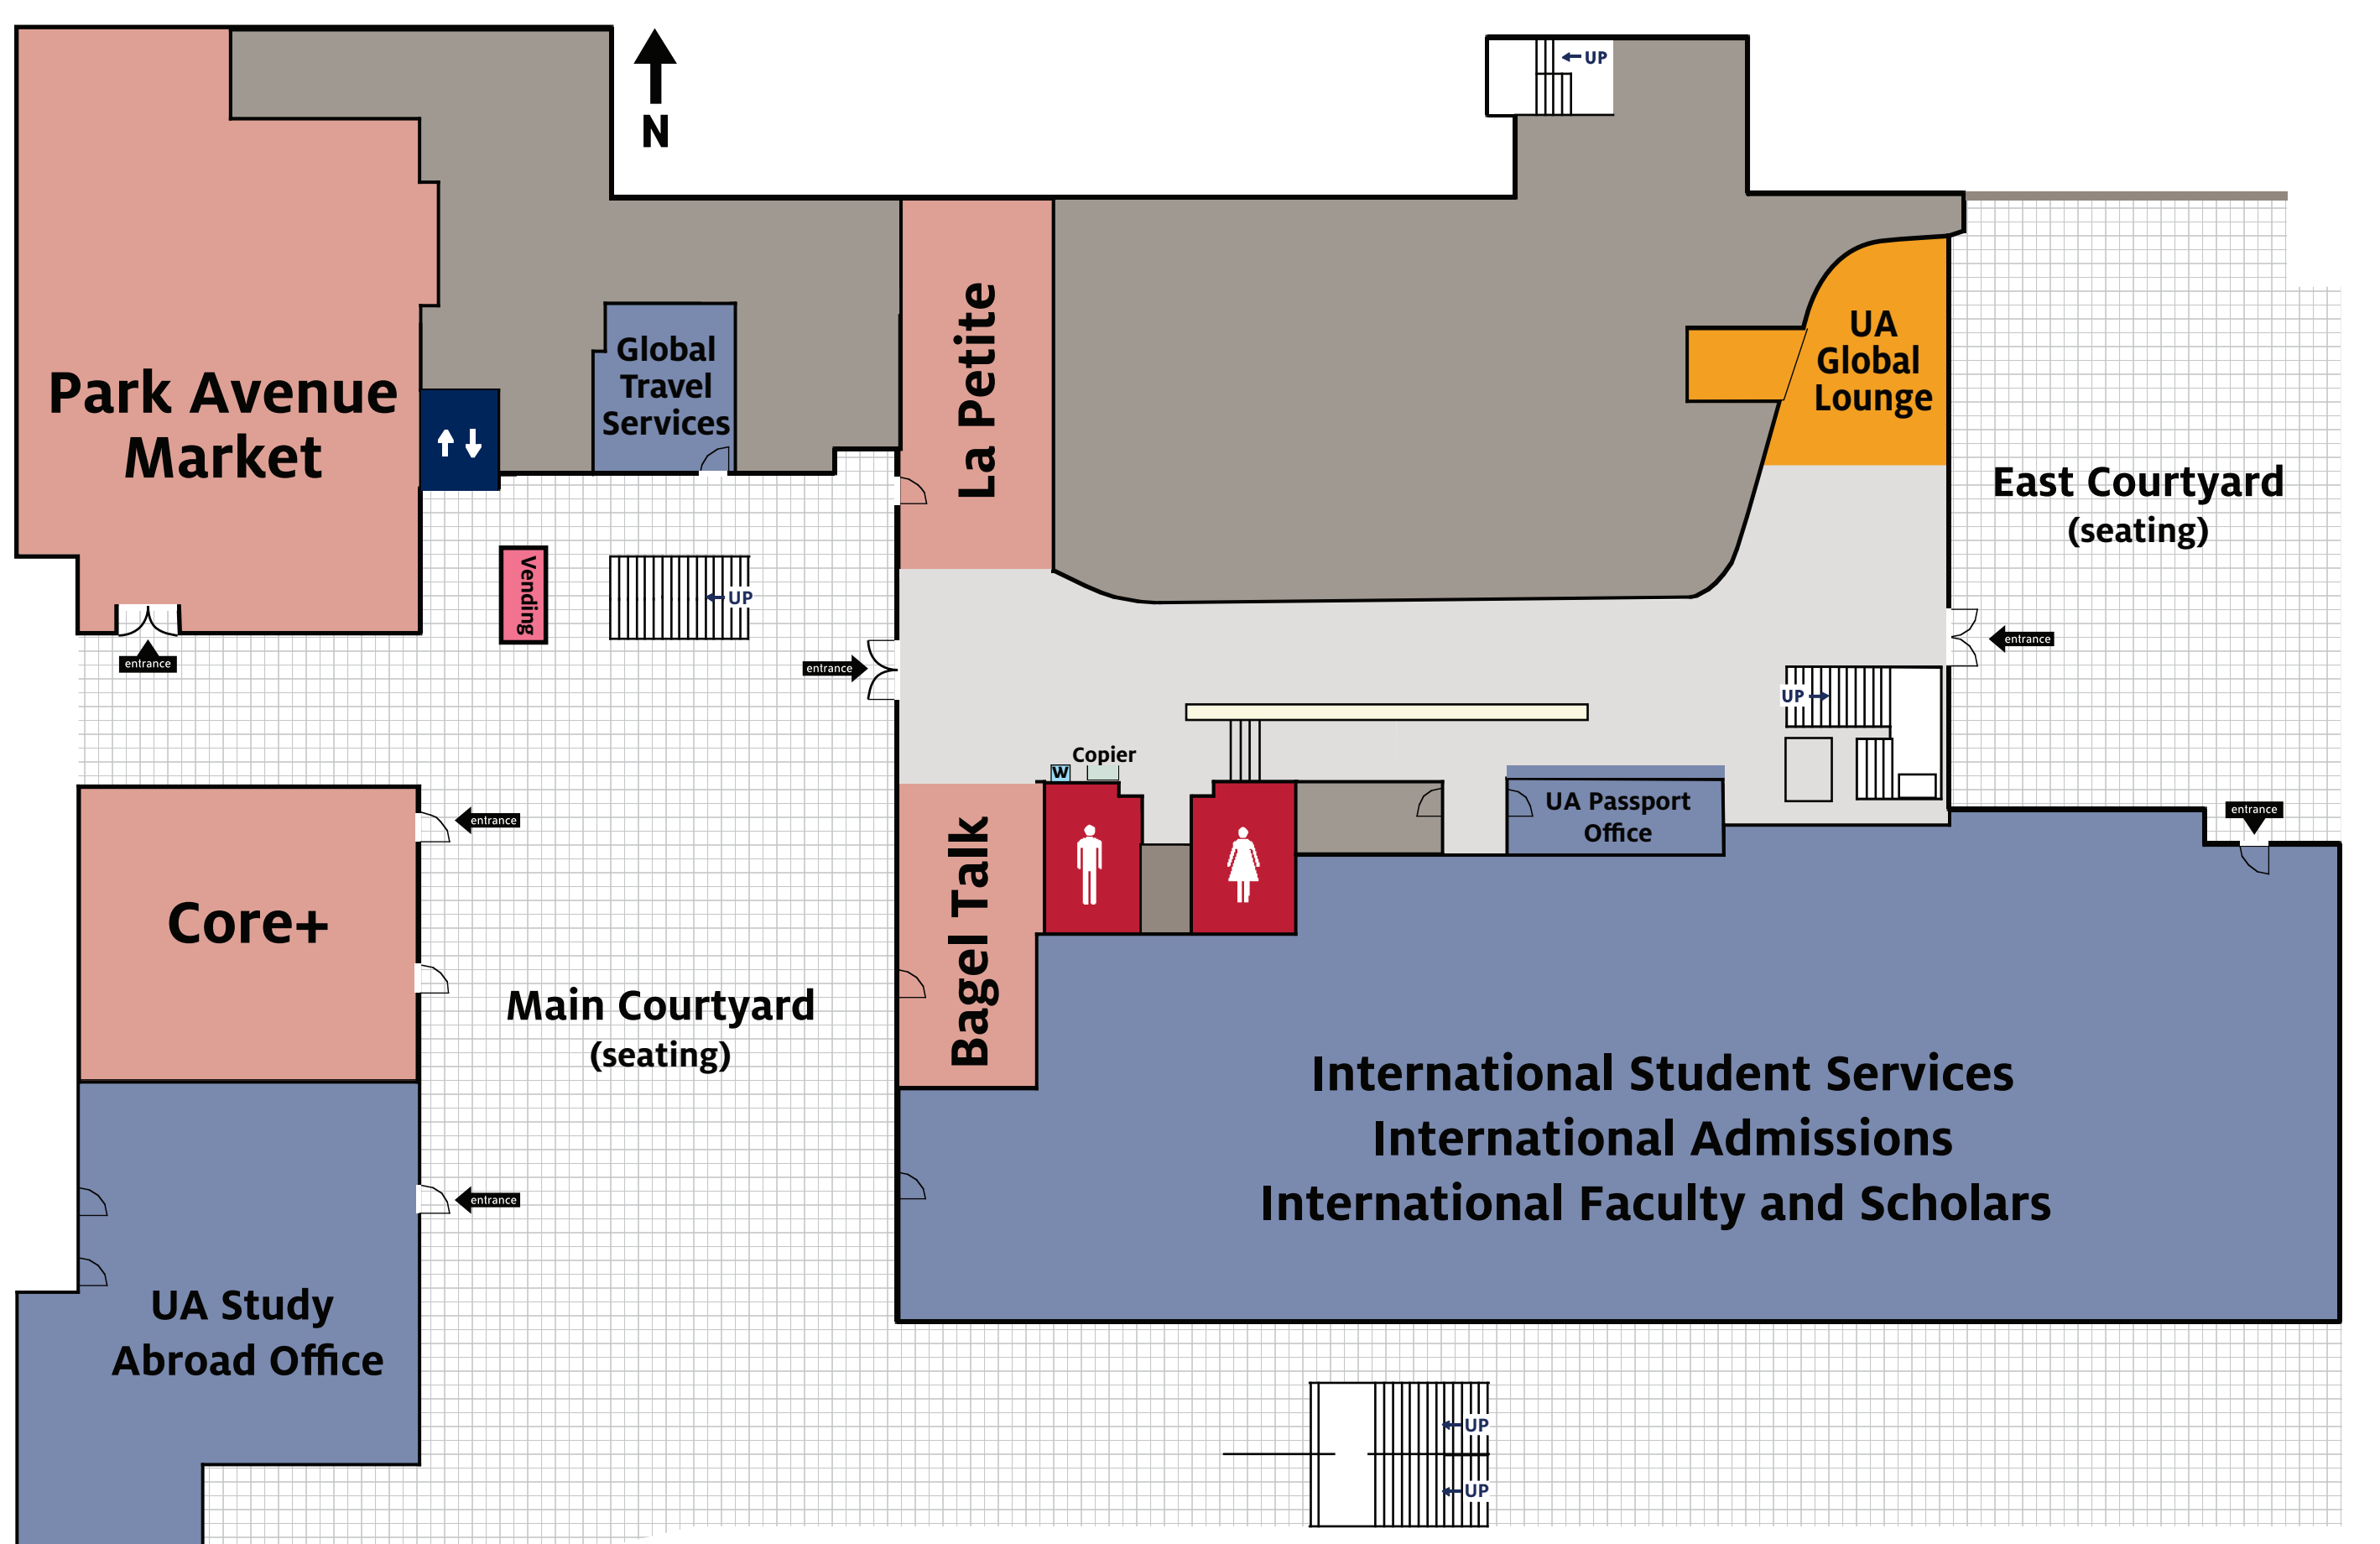 UP
N
Park Avenue
Market
Global
Travel
Services
La Petite
UA
Global
Lounge
East Courtyard
(seating)
Vending
UP
entrance
entrance
entrance
UP
Copier
W
UA Passport
Office
entrance
entrance
Core+
Bagel Talk
Main Courtyard
(seating)
International Student Services
International Admissions
International Faculty and Scholars
entrance
UA Study
Abroad Office
UP
UP